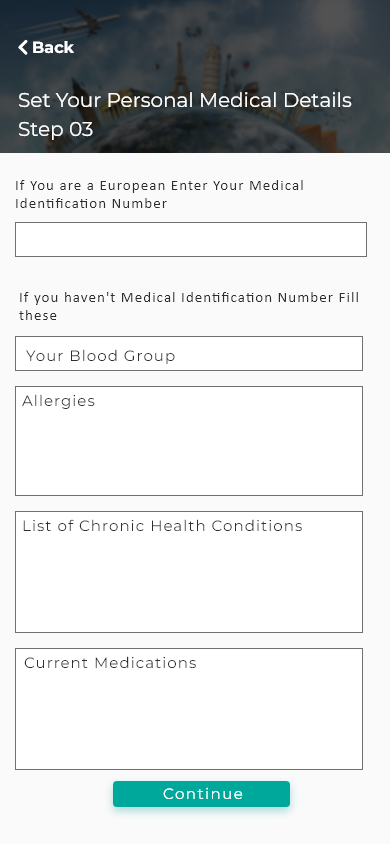 Back
Set Your Personal Medical Details
Step 03
If You are a European Enter Your Medical
Identification Number
If you haven't Medical Identification Number Fill
these
Your Blood Group
Allergies
List of Chronic Health Conditions
Current Medications
Continue